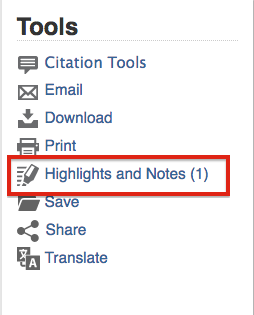 Tools
Citation Tools
Email
Download
Print
Highlights and Notes (1)
Save
Share
Translate